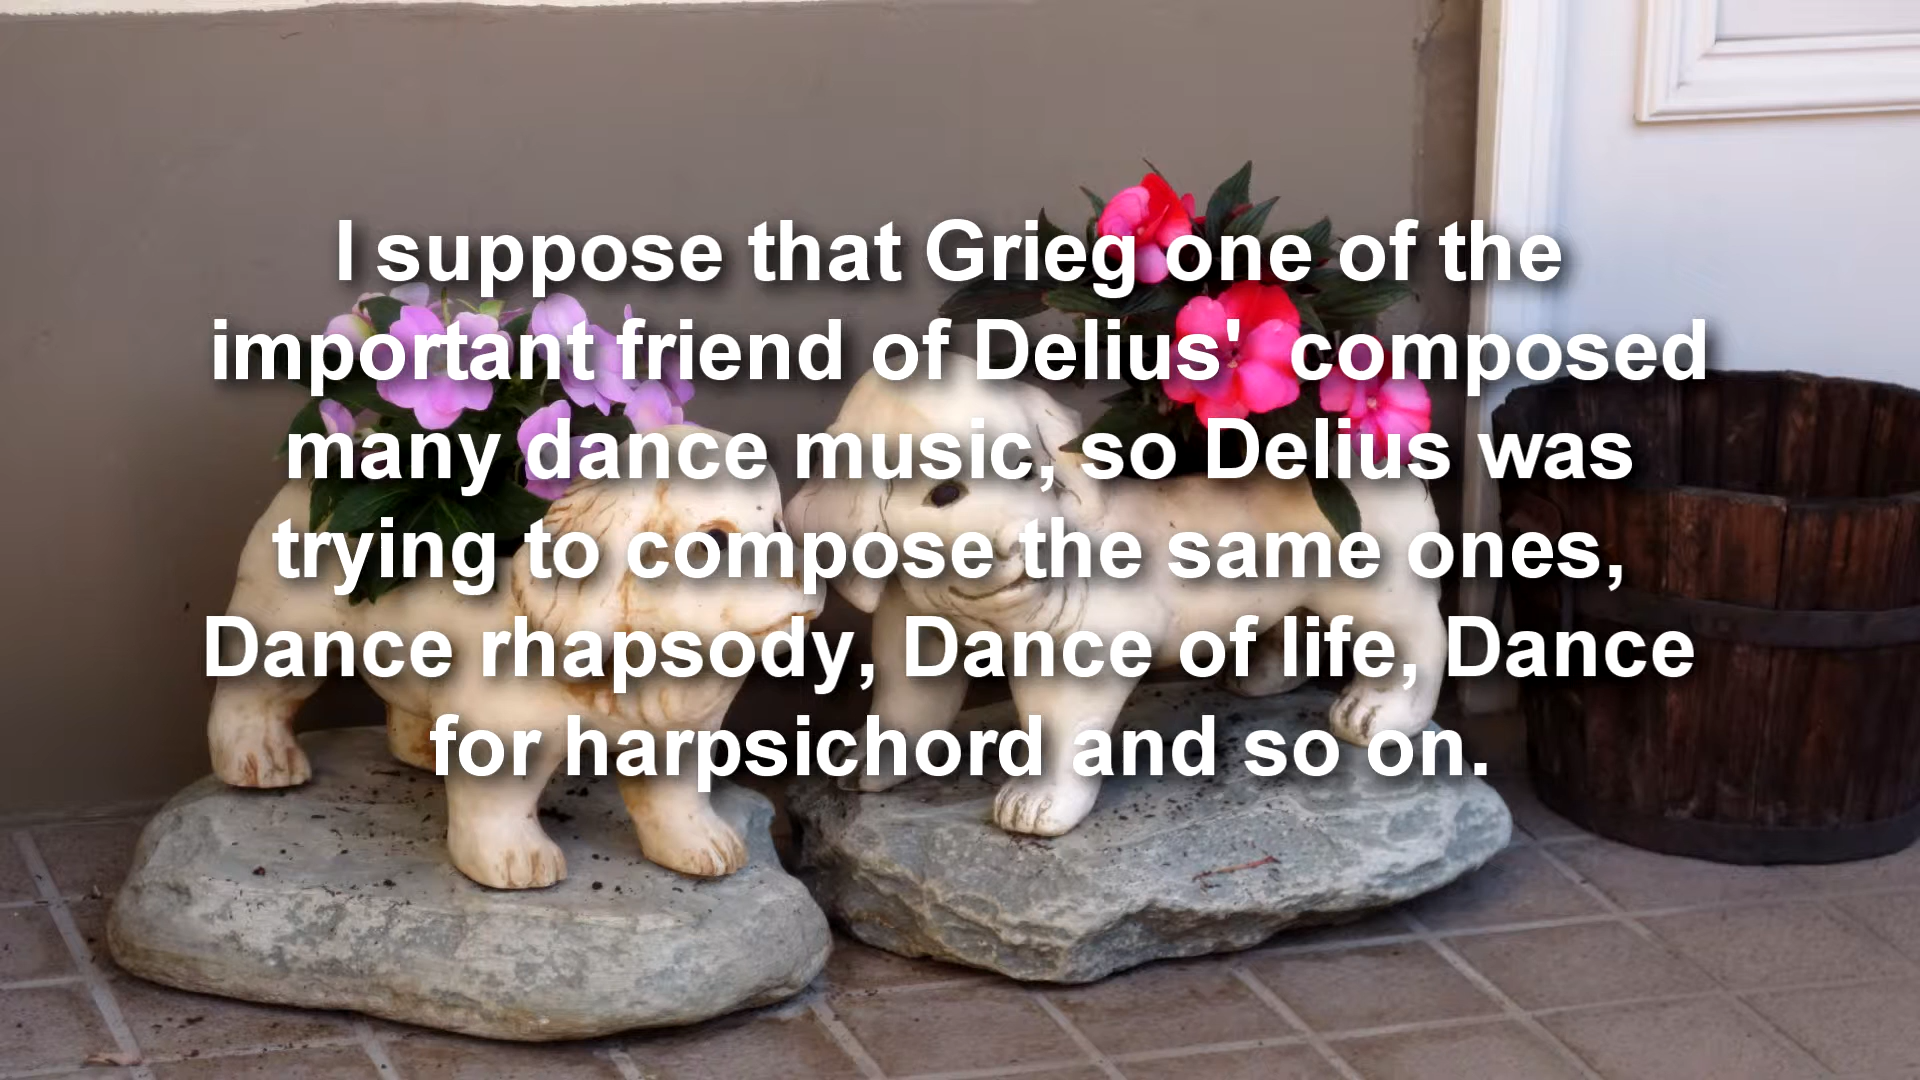 I suppose that Grieg one of the
important friend of Delius'  composed
many dance music, so Delius was
trying to compose the same ones,
Dance rhapsody, Dance of life, Dance
for harpsichord and so on.